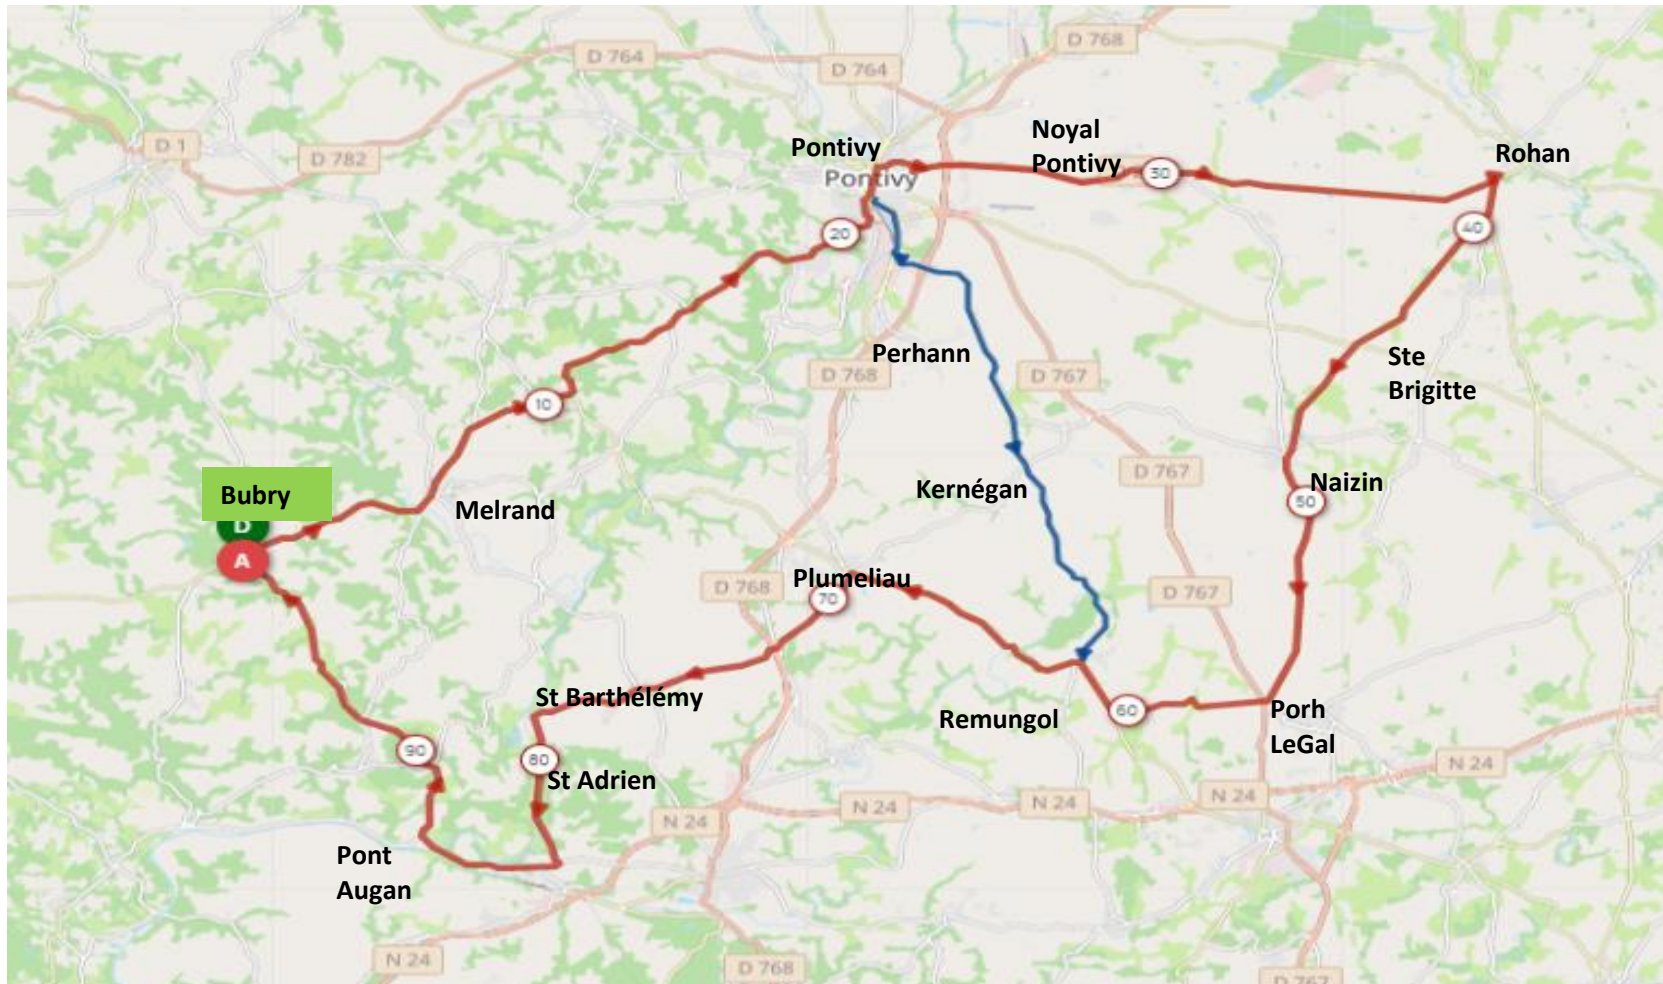 D 764
D 768
D 764
D 1
D 782
Noyal
Pontivy
Pontivy
Pontivy
30
Rohan
20
40
Perhann
D 768
D 767
Ste
Brigitte
10
D 767
Bubry
D
A
Melrand
Kernégan
Naizin
50
D 768
Plumeliau
70
D 767
St Barthélémy
Remungol
60
Porh
LeGal
90
80
St Adrien
N 24
N 24
N 24
N 24
N 24
Pont
Augan
N 24
D 768
D 767